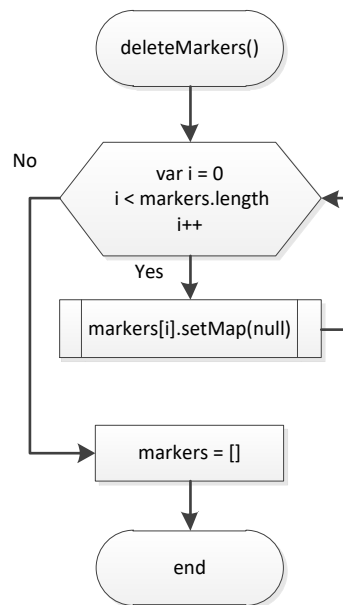 deleteMarkers()
No
var i = 0
i < markers.length
i++
Yes
markers[i].setMap(null)
markers = []
end